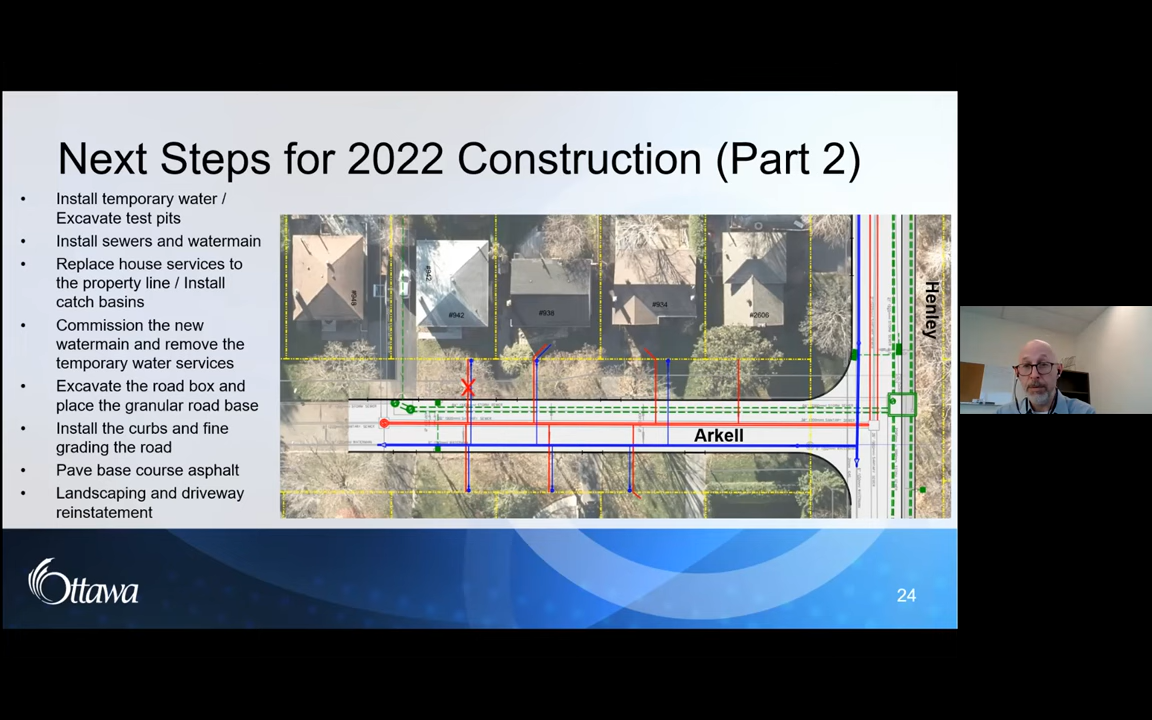 Next Steps for 2022 Construction (Part 2)
• Install temporary water /
Excavate test pits
• Install sewers and watermain
• Replace house services to
the property line / Install
catch basins
• Commission the new
watermain and remove the
temporary water services
• Excavate the road box and
place the granular road base
• Install the curbs and fine
grading the road
• Pave base course asphalt
• Landscaping and driveway
reinstatement
#948
#942
#942
#938
#934
#2606
Henley
Arkell
Ottawa
24